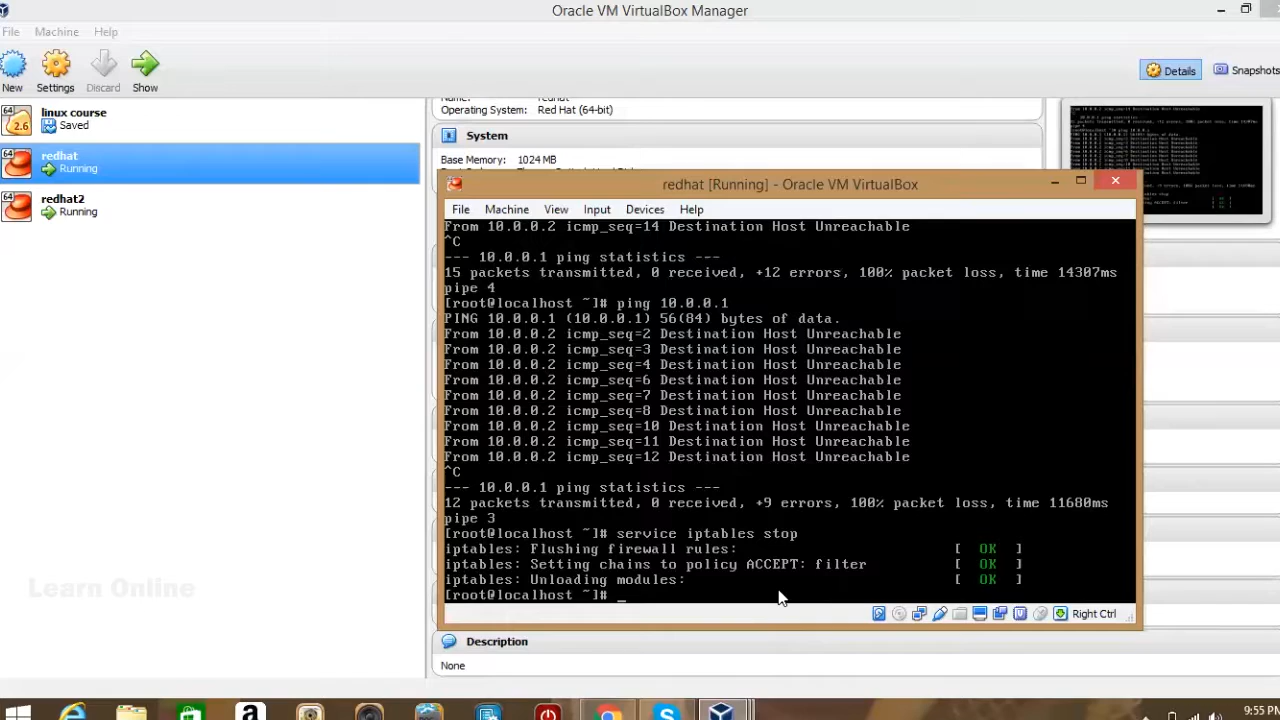 Oracle VM VirtualBox Manager
File Machine Help
New Settings Discard Show
Details Snapshots
64
2.6
linux course
Saved
64
redhat
Running
64
redhat2
Running
Operating System: Red Hat (64-bit)
Base Memory: 1024 MB
redhat [Running] - Oracle VM VirtualBox
Machine View Input Devices Help
From 10.0.0.2 icmp_seq=14 Destination Host Unreachable
^C
--- 10.0.0.1 ping statistics ---
15 packets transmitted, 0 received, +12 errors, 100% packet loss, time 14307ms
pipe 4
[root@localhost ~]# ping 10.0.0.1
PING 10.0.0.1 (10.0.0.1) 56(84) bytes of data.
From 10.0.0.2 icmp_seq=2 Destination Host Unreachable
From 10.0.0.2 icmp_seq=3 Destination Host Unreachable
From 10.0.0.2 icmp_seq=4 Destination Host Unreachable
From 10.0.0.2 icmp_seq=6 Destination Host Unreachable
From 10.0.0.2 icmp_seq=7 Destination Host Unreachable
From 10.0.0.2 icmp_seq=8 Destination Host Unreachable
From 10.0.0.2 icmp_seq=10 Destination Host Unreachable
From 10.0.0.2 icmp_seq=11 Destination Host Unreachable
From 10.0.0.2 icmp_seq=12 Destination Host Unreachable
^C
--- 10.0.0.1 ping statistics ---
12 packets transmitted, 0 received, +9 errors, 100% packet loss, time 11680ms
pipe 3
[root@localhost ~]# service iptables stop
iptables: Flushing firewall rules: [ OK ]
iptables: Setting chains to policy ACCEPT: filter [ OK ]
iptables: Unloading modules: [ OK ]
[root@localhost ~]# _
Right Ctrl
Learn Online
Description
None
9:55 PM